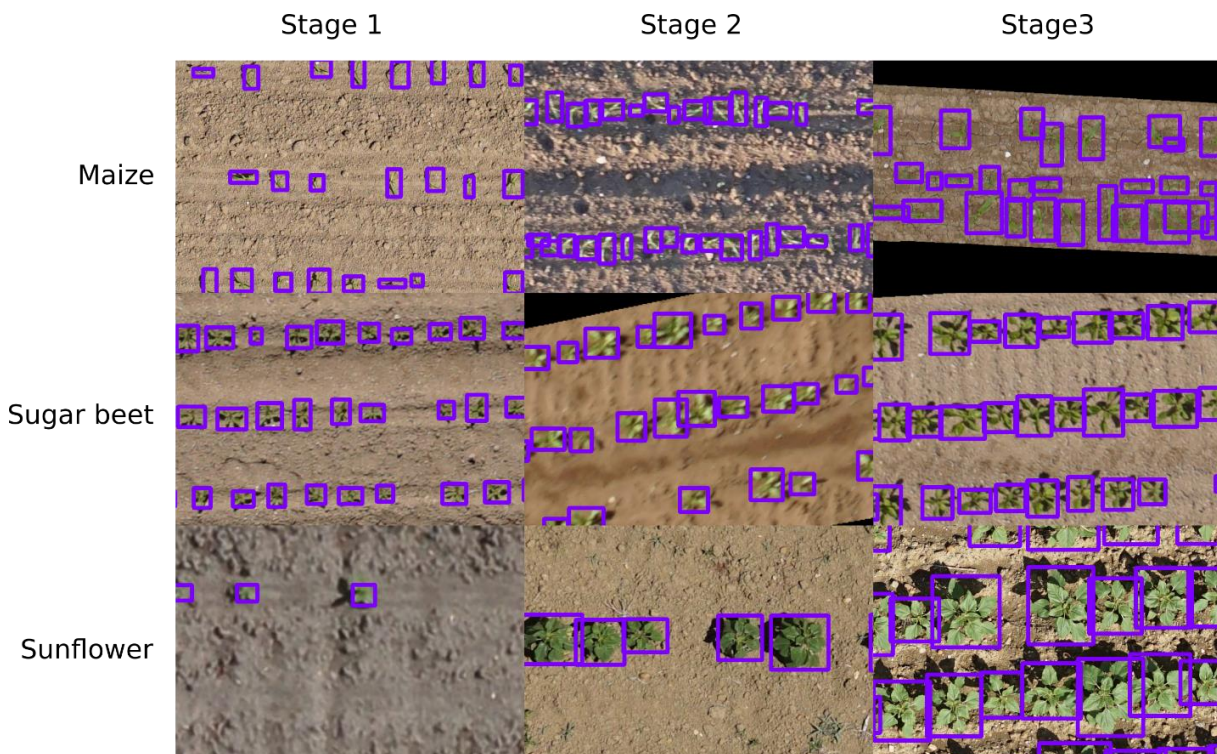 Stage 1
Stage 2
Stage3
Maize
Sugar beet
Sunflower